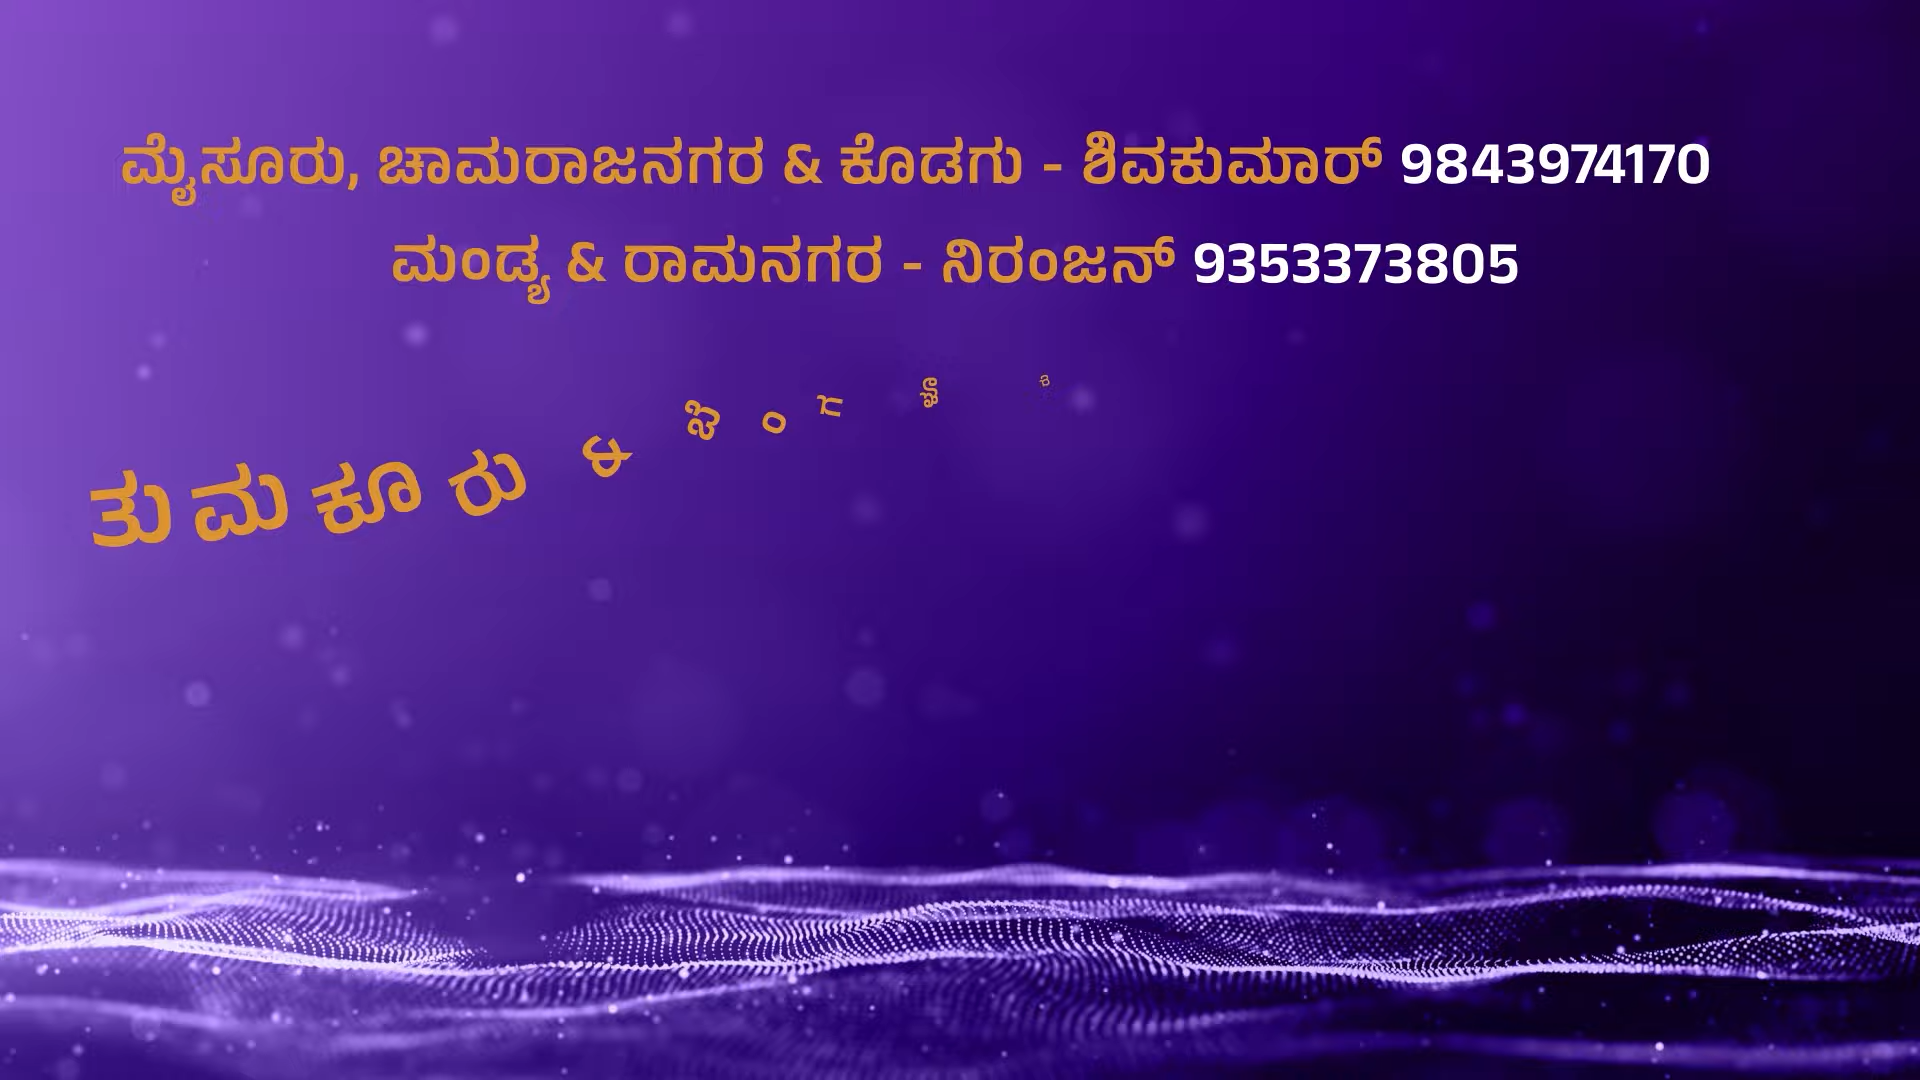 ಮೈಸೂರು, ಚಾಮರಾಜನಗರ & ಕೊಡಗು - ಶಿವಕುಮಾರ್ 9843974170
ಮಂಡ್ಯ & ರಾಮನಗರ - ನಿರಂಜನ್ 9353373805
ತುಮಕೂರು &